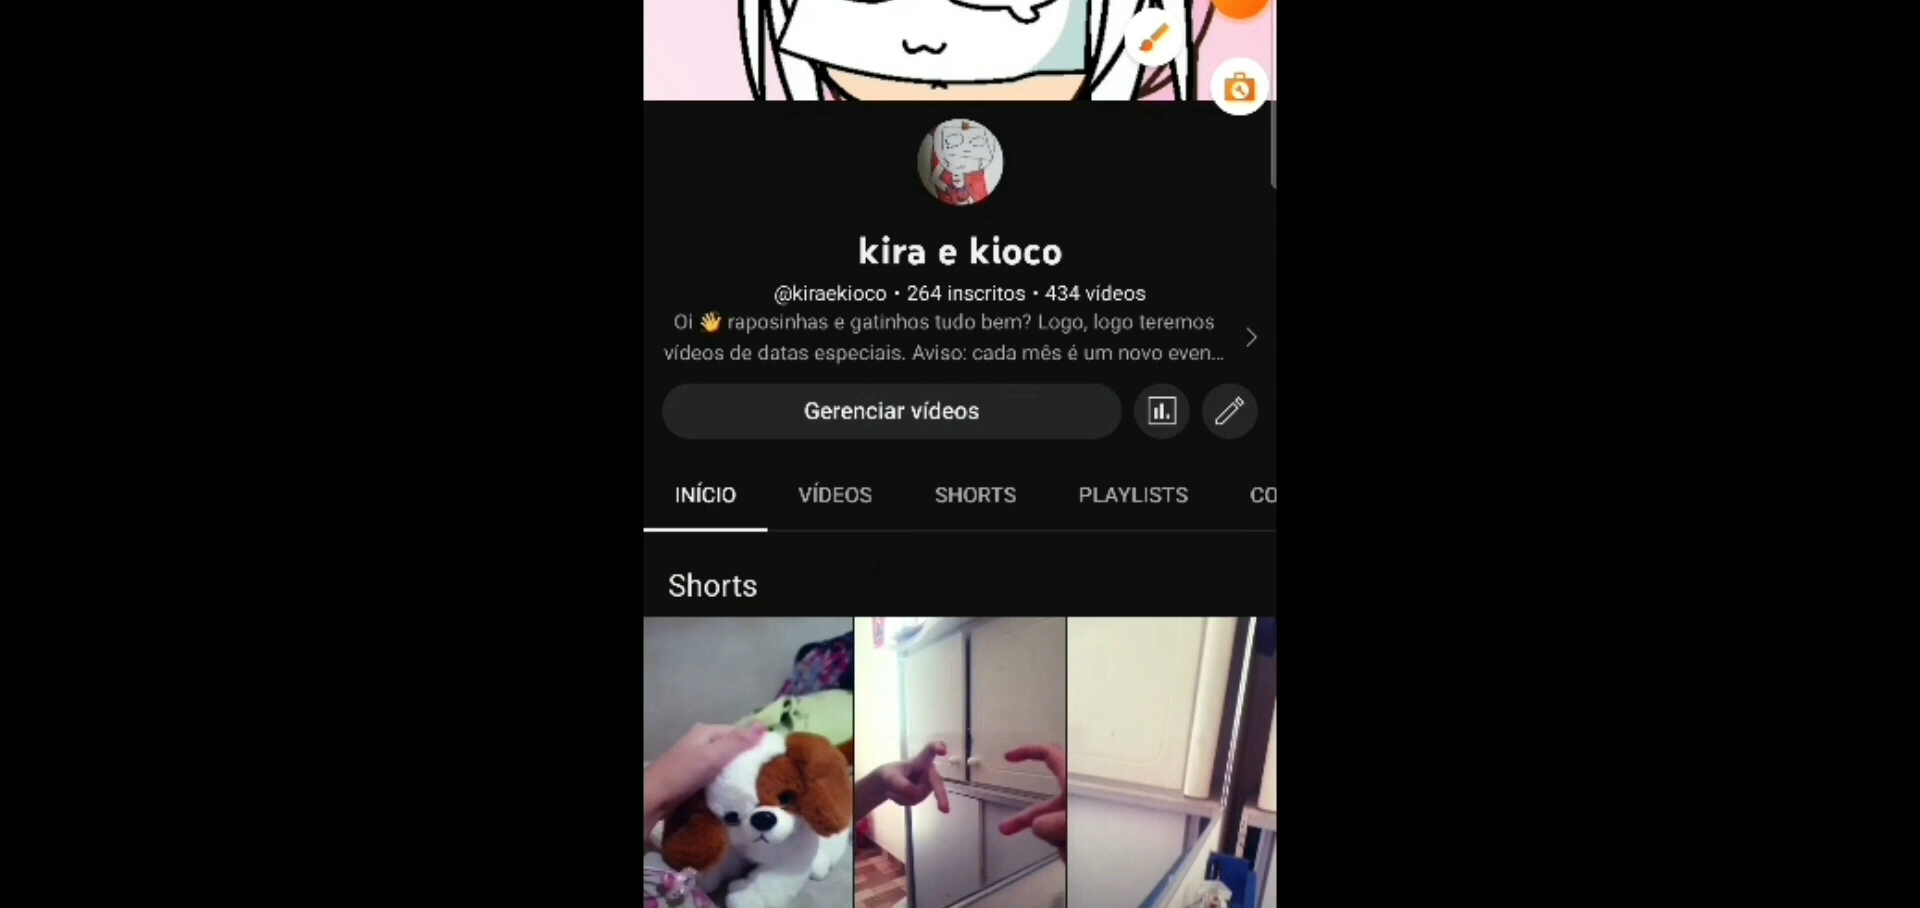 kira e kioco
@kiraekioco • 264 inscritos • 434 vídeos
Oi 👋 raposinhas e gatinhos tudo bem? Logo, logo teremos
vídeos de datas especiais. Aviso: cada mês é um novo even...
Gerenciar vídeos
INÍCIO VÍDEOS SHORTS PLAYLISTS CO
Shorts